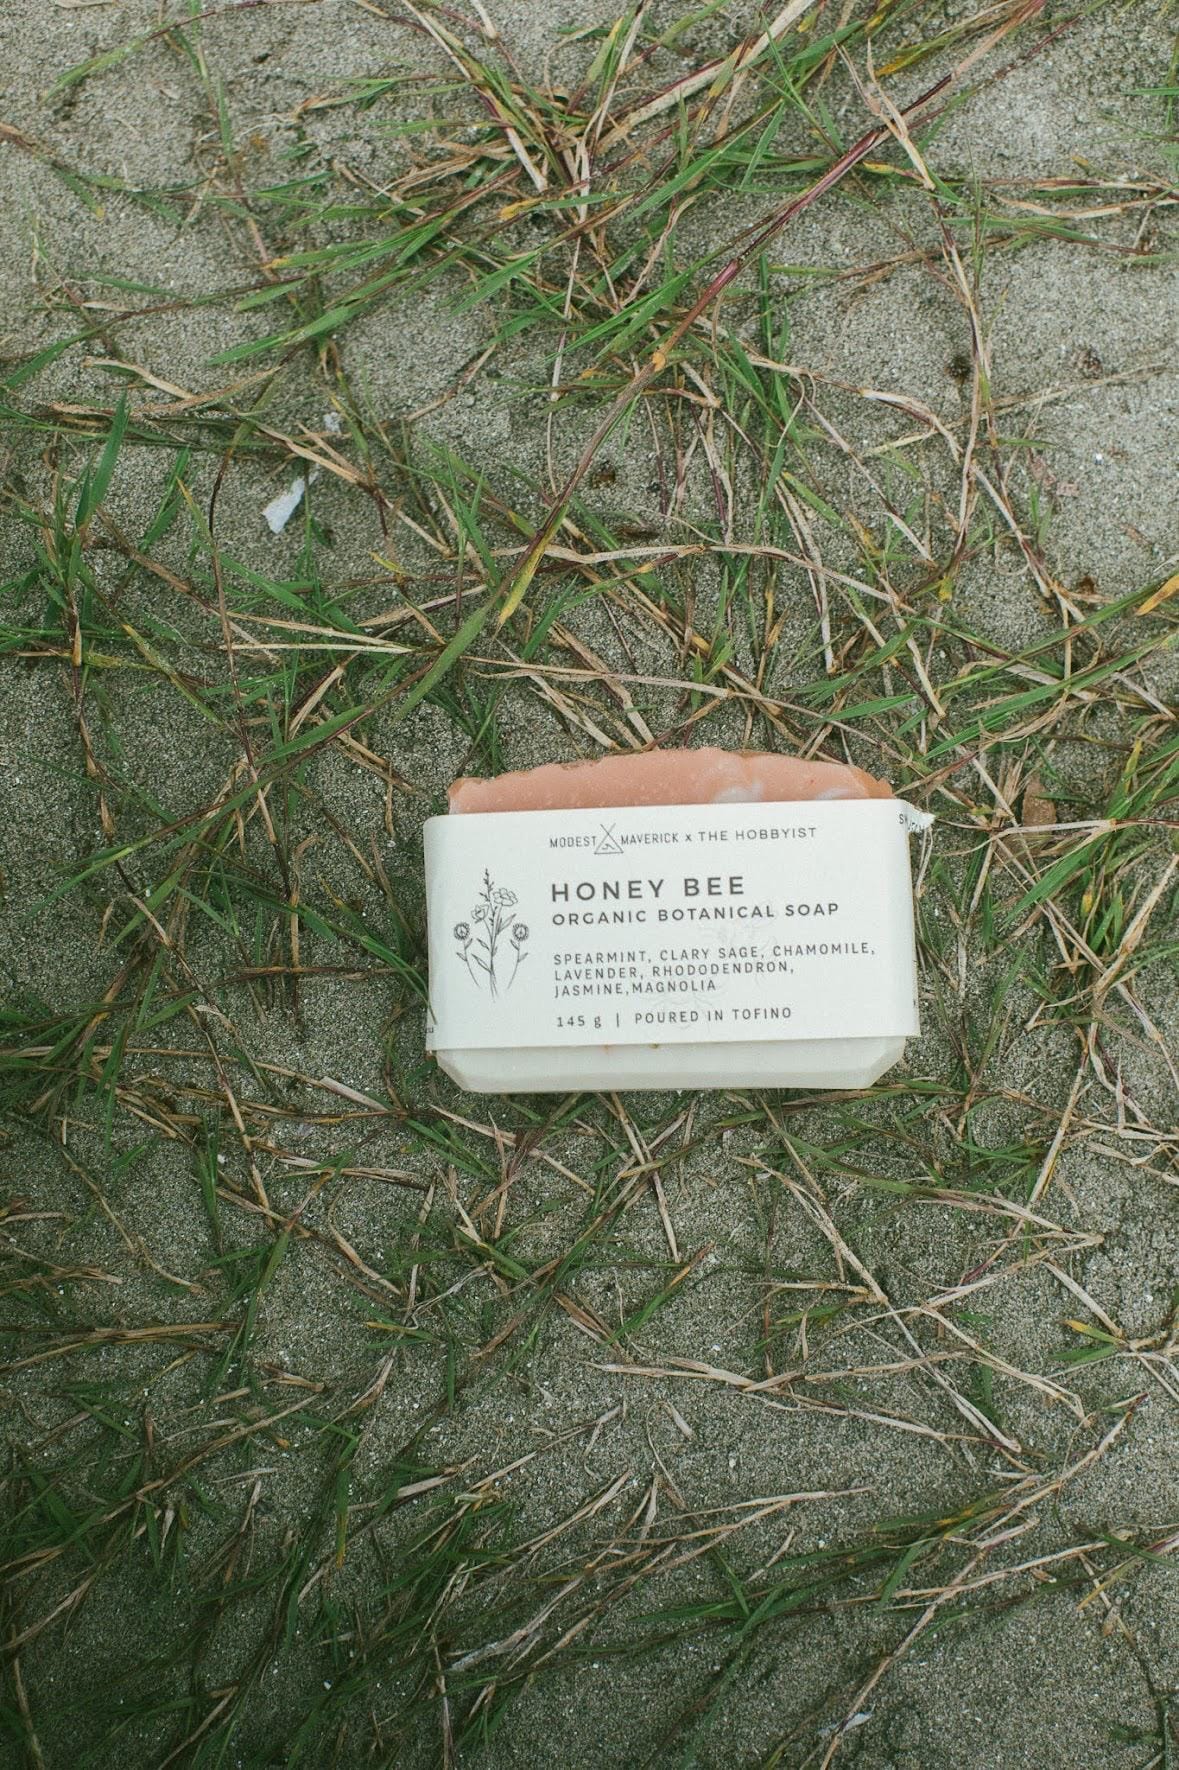 MODEST MAVERICK x THE HOBBYIST
HONEY BEE
ORGANIC BOTANICAL SOAP
SPEARMINT, CLARY SAGE, CHAMOMILE,
LAVENDER, RHODODENDRON,
JASMINE,MAGNOLIA
145 g | POURED IN TOFINO